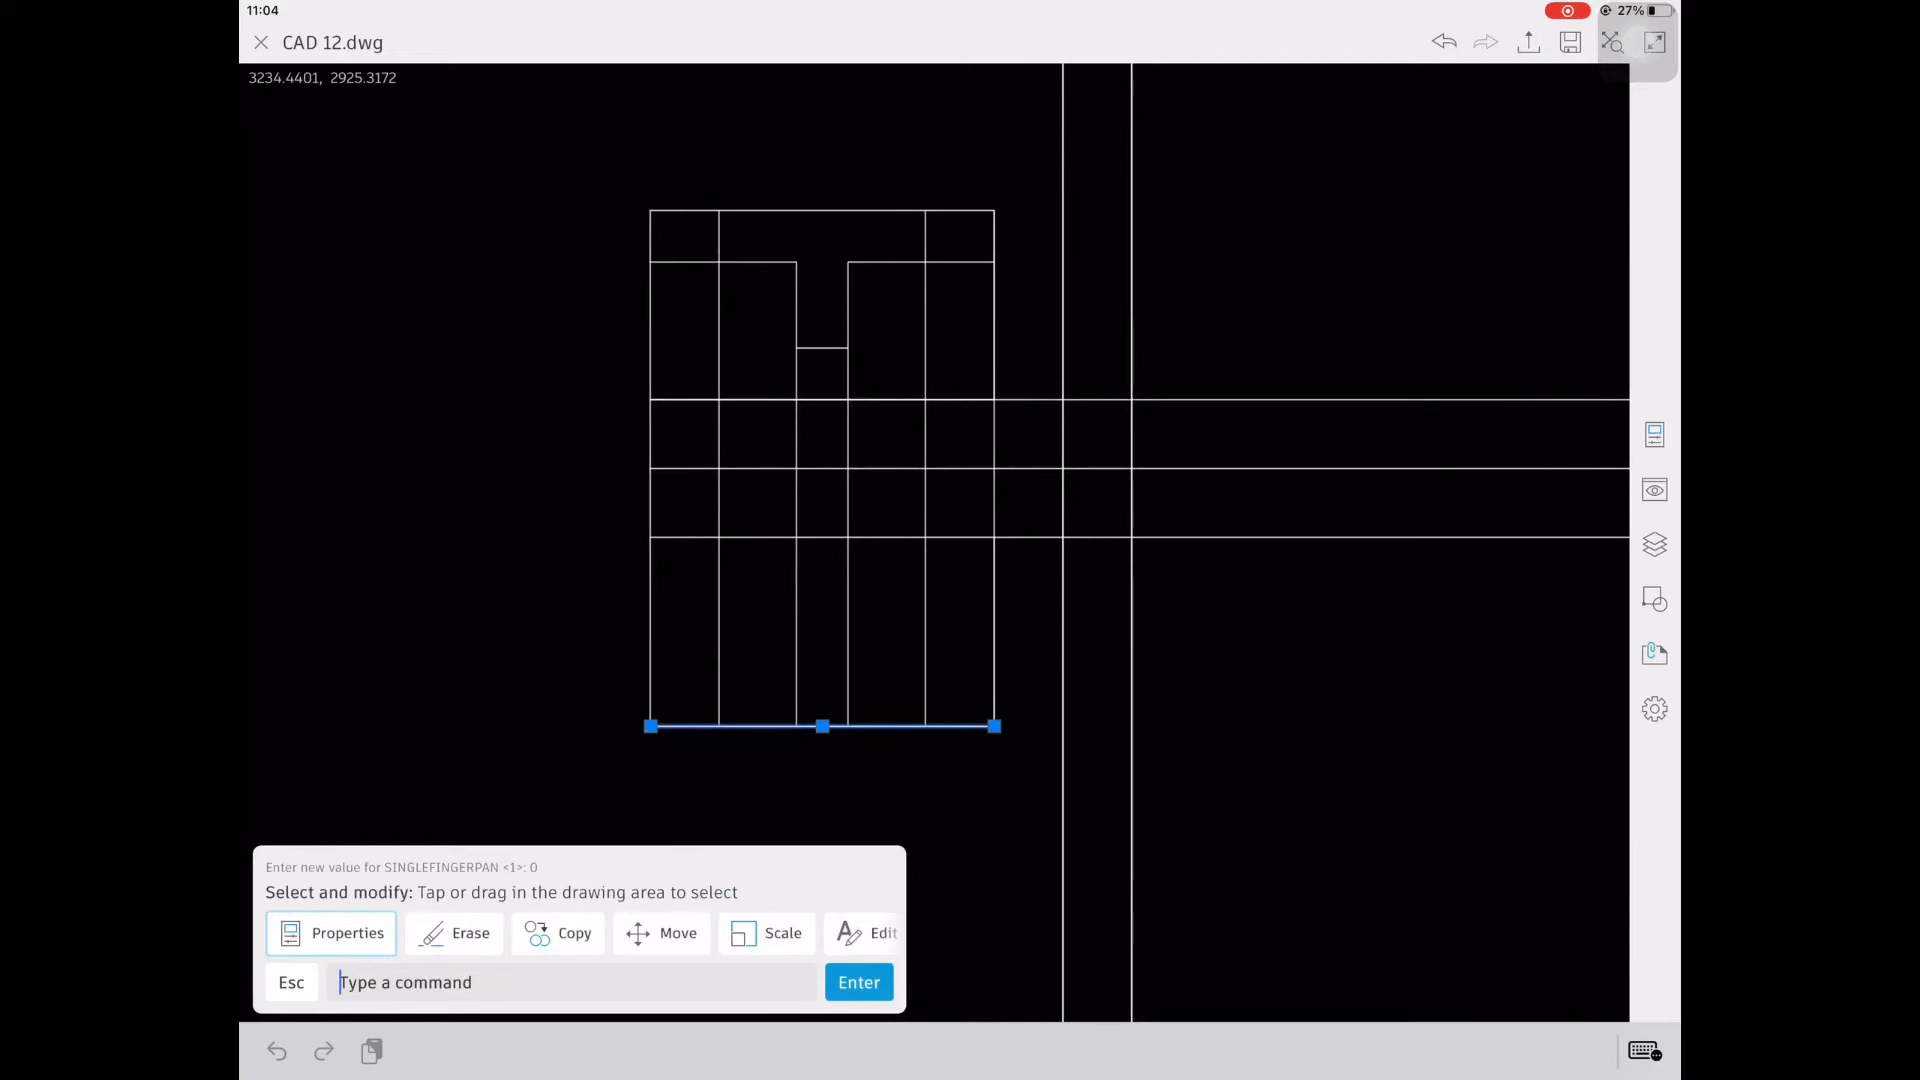 11:04
27%
CAD 12.dwg
3234.4401, 2925.3172
Enter new value for SINGLEFINGERPAN <1>: 0
Select and modify: Tap or drag in the drawing area to select
Properties Erase Copy Move Scale Edit
Esc Type a command Enter